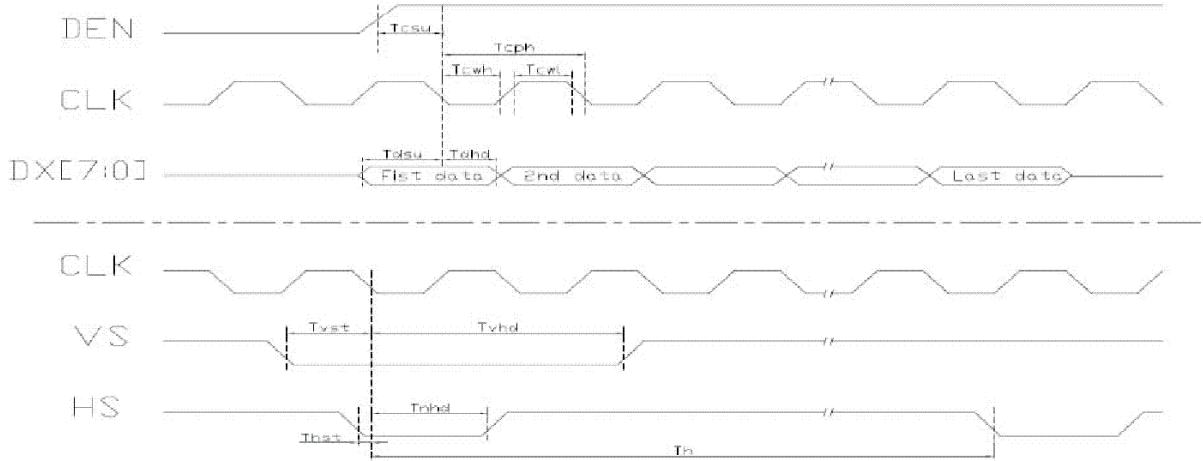 DEN
Tcsu
Tcph
Tcwh
Tcwl
CLK
Tdsu
Tdhd
DX[7:0]
Fist data
2nd data
Last data
CLK
Tvst
Tvhd
VS
Thhd
HS
Thst
Th